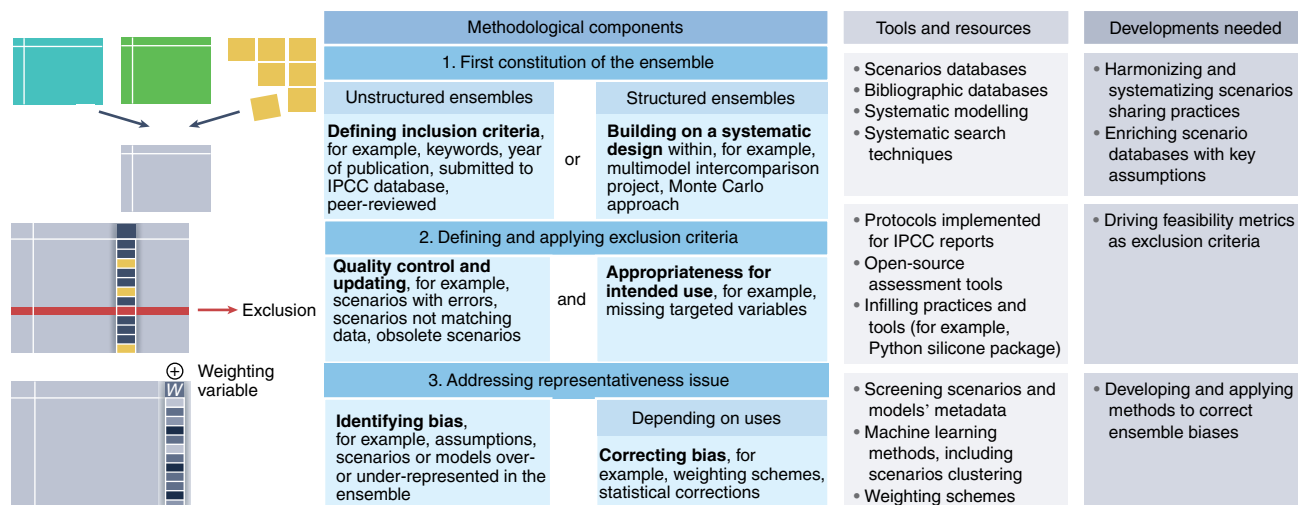 Methodological components
Tools and resources
Developments needed
1. First constitution of the ensemble
Unstructured ensembles
Defining inclusion criteria,
for example, keywords, year
of publication, submitted to
IPCC database,
peer-reviewed
or
Structured ensembles
Building on a systematic
design within, for example,
multimodel intercomparison
project, Monte Carlo
approach
• Scenarios databases
• Bibliographic databases
• Systematic modelling
• Systematic search
techniques
• Harmonizing and
systematizing scenarios
sharing practices
• Enriching scenario
databases with key
assumptions
Exclusion
2. Defining and applying exclusion criteria
Quality control and
updating, for example,
scenarios with errors,
scenarios not matching
data, obsolete scenarios
and
Appropriateness for
intended use, for example,
missing targeted variables
• Protocols implemented
for IPCC reports
• Open-source
assessment tools
• Infilling practices and
tools (for example,
Python silicone package)
• Driving feasibility metrics
as exclusion criteria
Weighting
variable
W
3. Addressing representativeness issue
Identifying bias,
for example, assumptions,
scenarios or models over-
or under-represented in the
ensemble
Depending on uses
Correcting bias, for
example, weighting schemes,
statistical corrections
• Screening scenarios and
models’ metadata
• Machine learning
methods, including
scenarios clustering
• Weighting schemes
• Developing and applying
methods to correct
ensemble biases